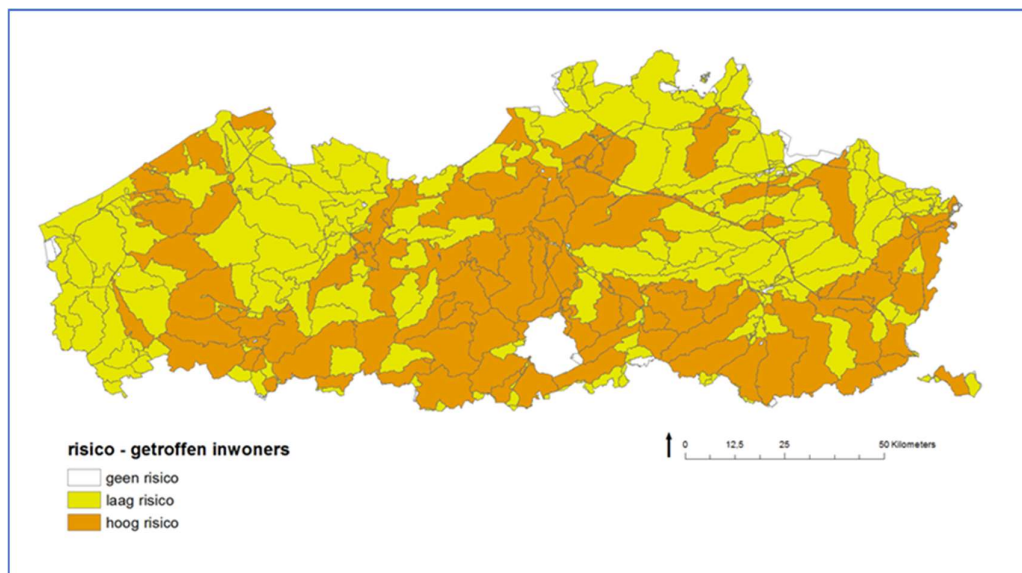 risico - getroffen inwoners
geen risico
laag risico
hoog risico
0 12,5 25 50 Kilometers